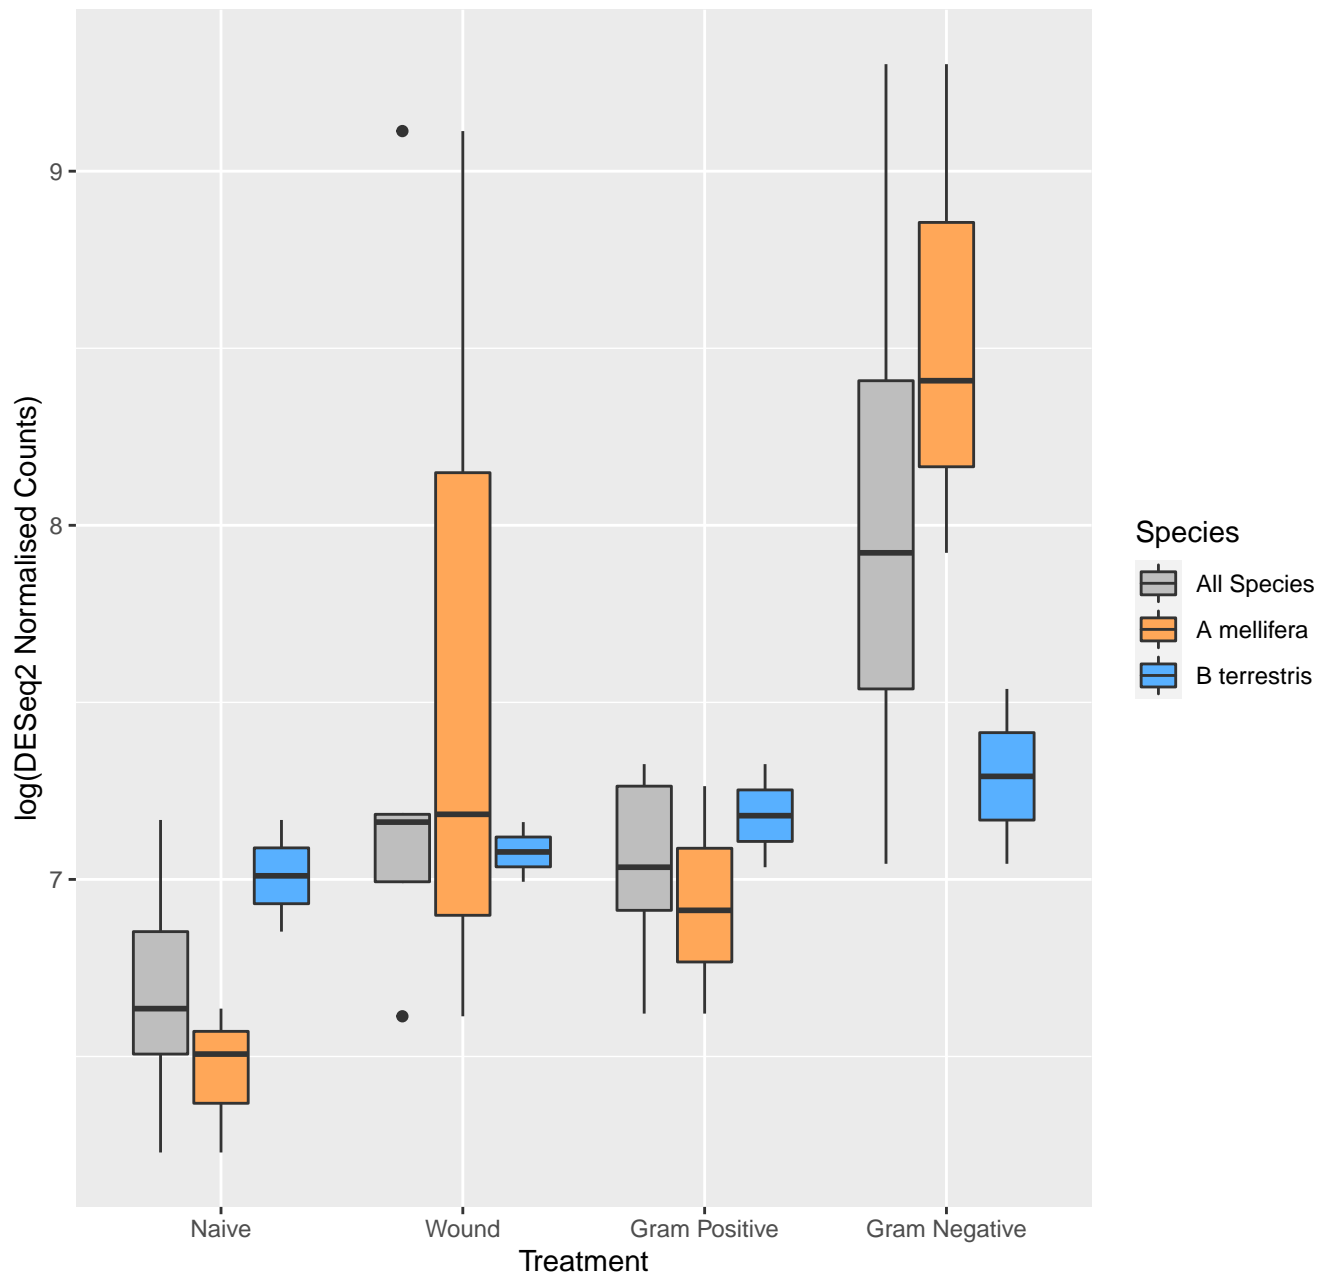 log(DESeq2 Normalised Counts)
9
8
7
Naive
Wound
Gram Positive
Gram Negative
Treatment
Species
All Species
A mellifera
B terrestris